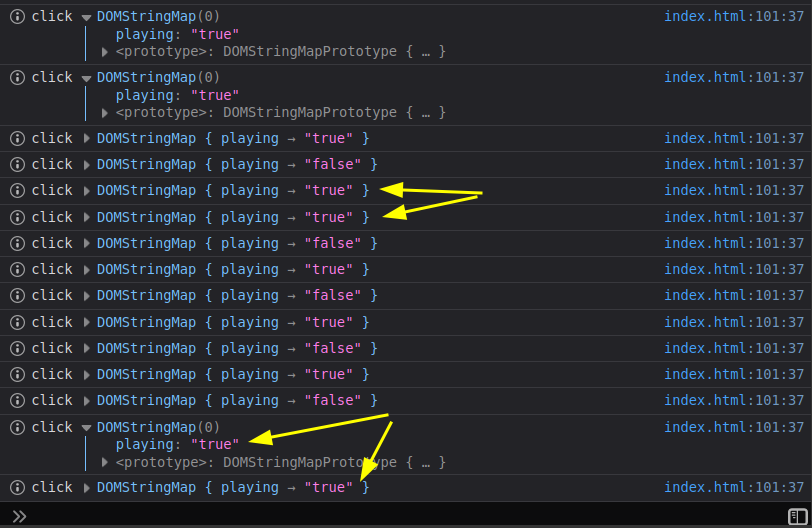 click DOMStringMap(0) index.html:101:37
playing: "true"
<prototype>: DOMStringMapPrototype { … }
click DOMStringMap(0) index.html:101:37
playing: "true"
<prototype>: DOMStringMapPrototype { … }
click DOMStringMap { playing → "true" } index.html:101:37
click DOMStringMap { playing → "false" } index.html:101:37
click DOMStringMap { playing → "true" } index.html:101:37
click DOMStringMap { playing → "true" } index.html:101:37
click DOMStringMap { playing → "false" } index.html:101:37
click DOMStringMap { playing → "true" } index.html:101:37
click DOMStringMap { playing → "false" } index.html:101:37
click DOMStringMap { playing → "true" } index.html:101:37
click DOMStringMap { playing → "false" } index.html:101:37
click DOMStringMap { playing → "true" } index.html:101:37
click DOMStringMap { playing → "false" } index.html:101:37
click DOMStringMap(0) index.html:101:37
playing: "true"
<prototype>: DOMStringMapPrototype { … }
click DOMStringMap { playing → "true" } index.html:101:37